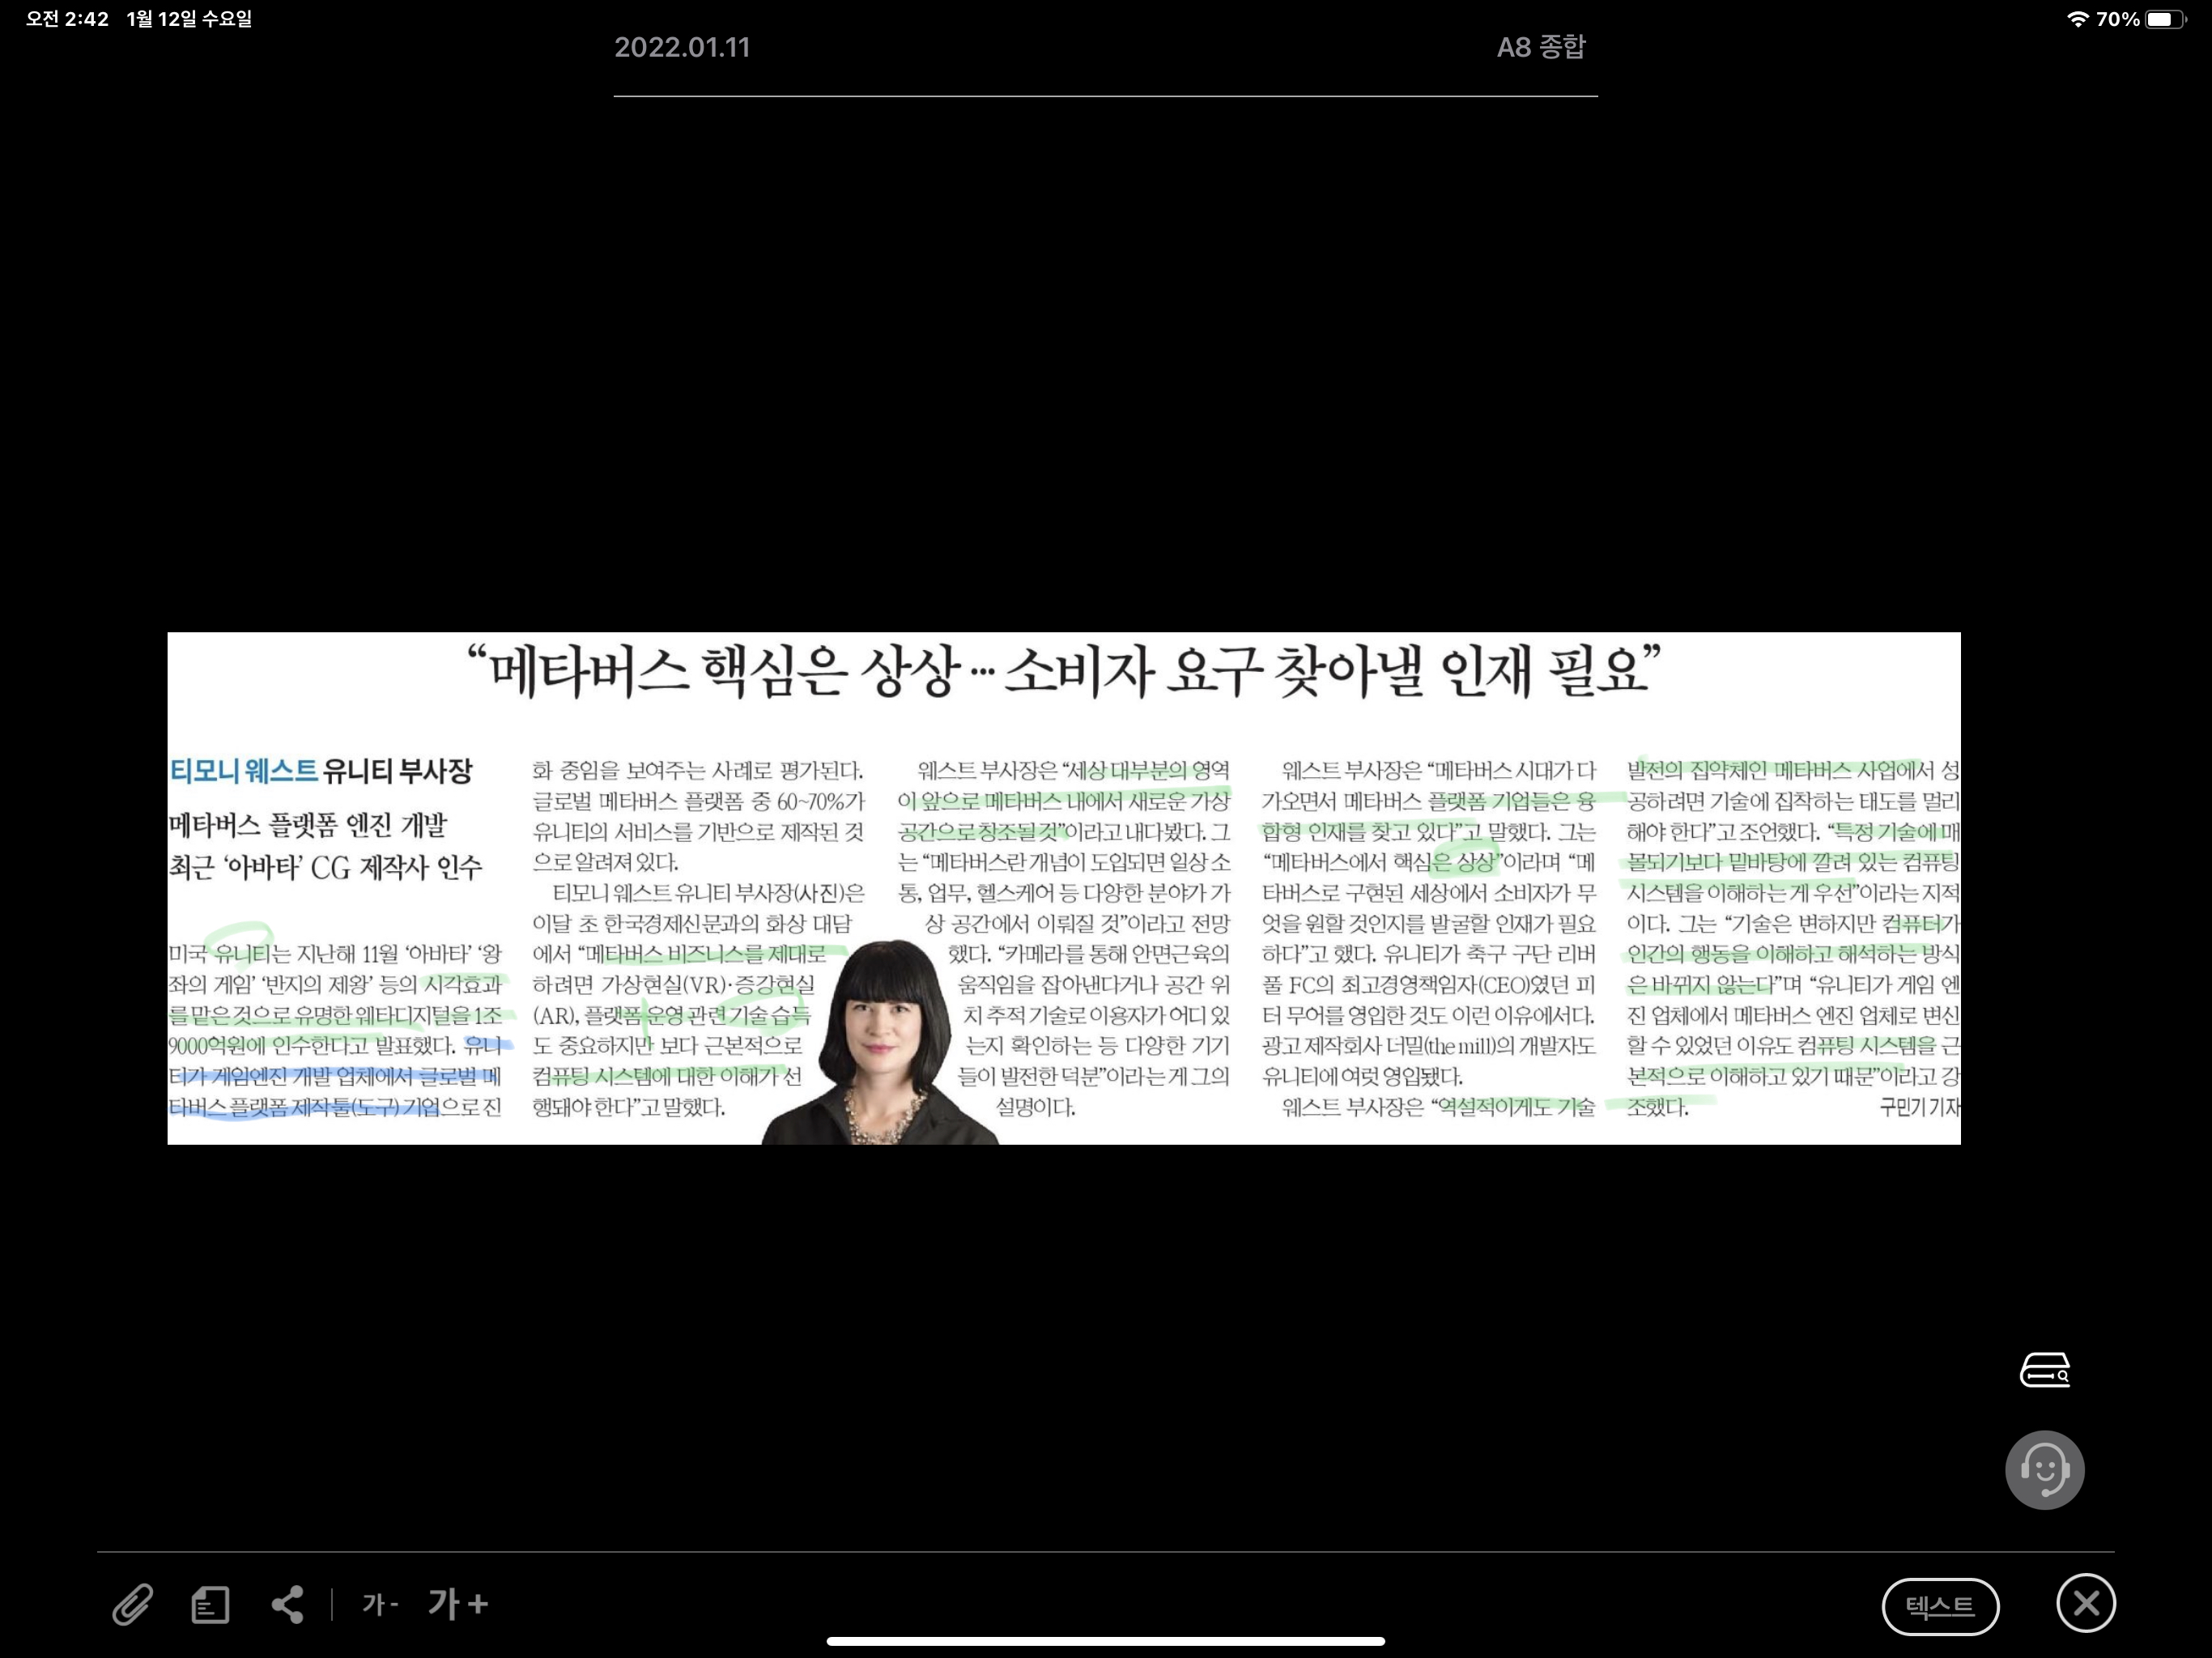 오전 2:42 1월 12일 수요일
70%
2022.01.11
A8 종합
“메타버스 핵심은 상상 ··· 소비자 요구 찾아낼 인재 필요”
티모니 웨스트 유니티 부사장
메타버스 플랫폼 엔진 개발
최근 ‘아바타’ CG 제작사 인수
미국 유니티는 지난해 11월 ‘아바타’ ‘왕
좌의 게임’ ‘반지의 제왕’ 등의 시각효과
를 맡은 것으로 유명한 웨타디지털을 1조
9000억원에 인수한다고 발표했다. 유니
티가 게임엔진 개발 업체에서 글로벌 메
타버스 플랫폼 제작툴(도구) 기업으로 진
화 중임을 보여주는 사례로 평가된다.
글로벌 메타버스 플랫폼 중 60~70%가
유니티의 서비스를 기반으로 제작된 것
으로 알려져 있다.
티모니 웨스트 유니티 부사장(사진)은
이달 초 한국경제신문과의 화상 대담
에서 “메타버스 비즈니스를 제대로
하려면 가상현실(VR)·증강현실
(AR), 플랫폼 운영 관련 기술 습득
도 중요하지만 보다 근본적으로
컴퓨팅 시스템에 대한 이해가 선
행돼야 한다”고 말했다.
웨스트 부사장은 “세상 대부분의 영역
이 앞으로 메타버스 내에서 새로운 가상
공간으로 창조될 것”이라고 내다봤다. 그
는 “메타버스란 개념이 도입되면 일상 소
통, 업무, 헬스케어 등 다양한 분야가 가
상 공간에서 이뤄질 것”이라고 전망
했다. “카메라를 통해 안면근육의
움직임을 잡아낸다거나 공간 위
치 추적 기술로 이용자가 어디 있
는지 확인하는 등 다양한 기기
들이 발전한 덕분”이라는 게 그의
설명이다.
웨스트 부사장은 “메타버스 시대가 다
가오면서 메타버스 플랫폼 기업들은 융
합형 인재를 찾고 있다”고 말했다. 그는
“메타버스에서 핵심은 상상”이라며 “메
타버스로 구현된 세상에서 소비자가 무
엇을 원할 것인지를 발굴할 인재가 필요
하다”고 했다. 유니티가 축구 구단 리버
풀 FC의 최고경영책임자(CEO)였던 피
터 무어를 영입한 것도 이런 이유에서다.
광고 제작회사 더밀(the mill)의 개발자도
유니티에 여럿 영입됐다.
웨스트 부사장은 “역설적이게도 기술
발전의 집약체인 메타버스 사업에서 성
공하려면 기술에 집착하는 태도를 멀리
해야 한다”고 조언했다. “특정 기술에 매
몰되기보다 밑바탕에 깔려 있는 컴퓨팅
시스템을 이해하는 게 우선”이라는 지적
이다. 그는 “기술은 변하지만 컴퓨터가
인간의 행동을 이해하고 해석하는 방식
은 바뀌지 않는다”며 “유니티가 게임 엔
진 업체에서 메타버스 엔진 업체로 변신
할 수 있었던 이유도 컴퓨팅 시스템을 근
본적으로 이해하고 있기 때문”이라고 강
조했다. 구민기 기자
가 - 가 +
텍스트